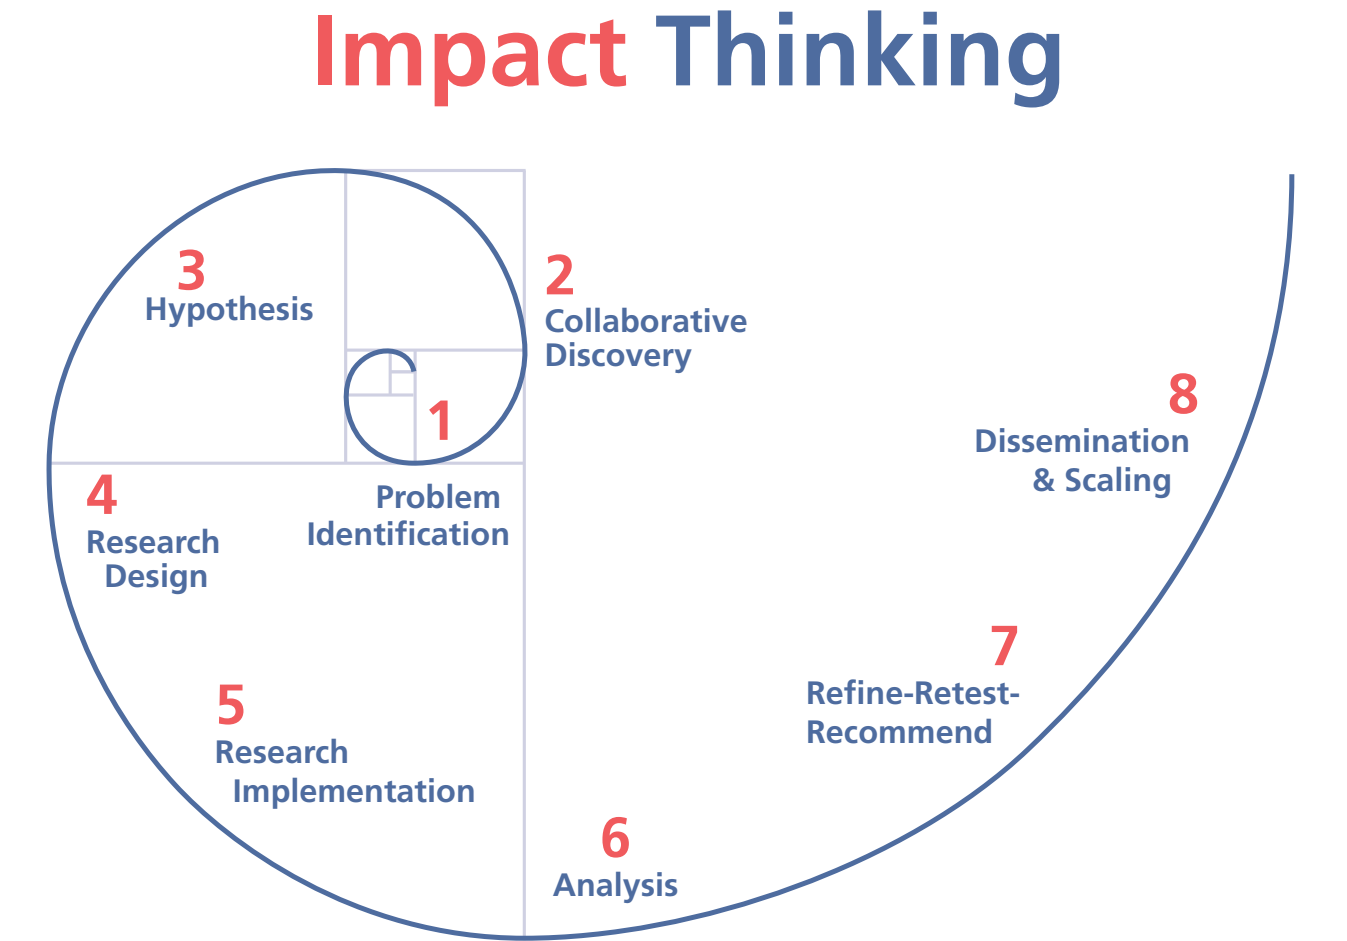 Impact Thinking
1
Problem
Identification
2
Collaborative
Discovery
3
Hypothesis
4
Research
Design
5
Research
Implementation
6
Analysis
7
Refine-Retest-
Recommend
8
Dissemination
& Scaling